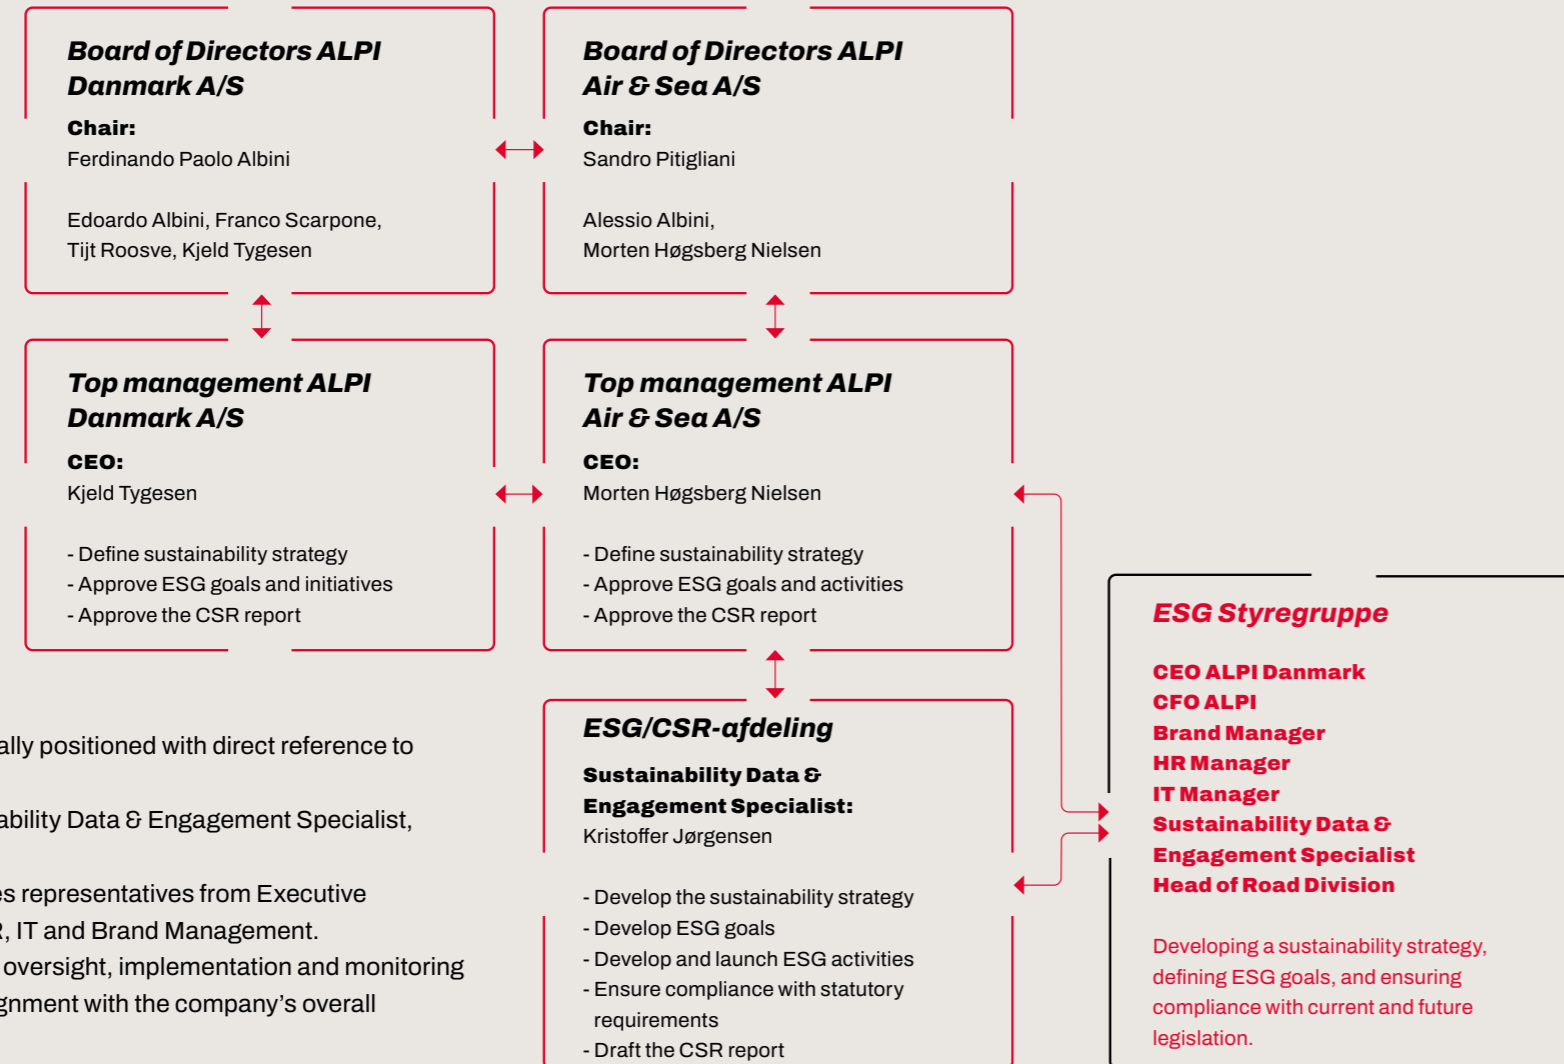 Board of Directors ALPI
Danmark A/S
Chair:
Ferdinando Paolo Albini
Edoardo Albini, Franco Scarpone,
Tijt Roosve, Kjeld Tygesen
Board of Directors ALPI
Air & Sea A/S
Chair:
Sandro Pitigliani
Alessio Albini,
Morten Høgsberg Nielsen
Top management ALPI
Danmark A/S
CEO:
Kjeld Tygesen
- Define sustainability strategy
- Approve ESG goals and initiatives
- Approve the CSR report
Top management ALPI
Air & Sea A/S
CEO:
Morten Høgsberg Nielsen
- Define sustainability strategy
- Approve ESG goals and activities
- Approve the CSR report
positioned with direct reference to
Data & Engagement Specialist,
representatives from Executive
IT and Brand Management.
oversight, implementation and monitoring
with the company's overall
ESG/CSR-afdeling
Sustainability Data &
Engagement Specialist:
Kristoffer Jørgensen
- Develop the sustainability strategy
- Develop ESG goals
- Develop and launch ESG activities
- Ensure compliance with statutory
requirements
- Draft the CSR report
ESG Styregruppe
CEO ALPI Danmark
CFO ALPI
Brand Manager
HR Manager
IT Manager
Sustainability Data &
Engagement Specialist
Head of Road Division
Developing a sustainability strategy,
defining ESG goals, and ensuring
compliance with current and future
legislation.